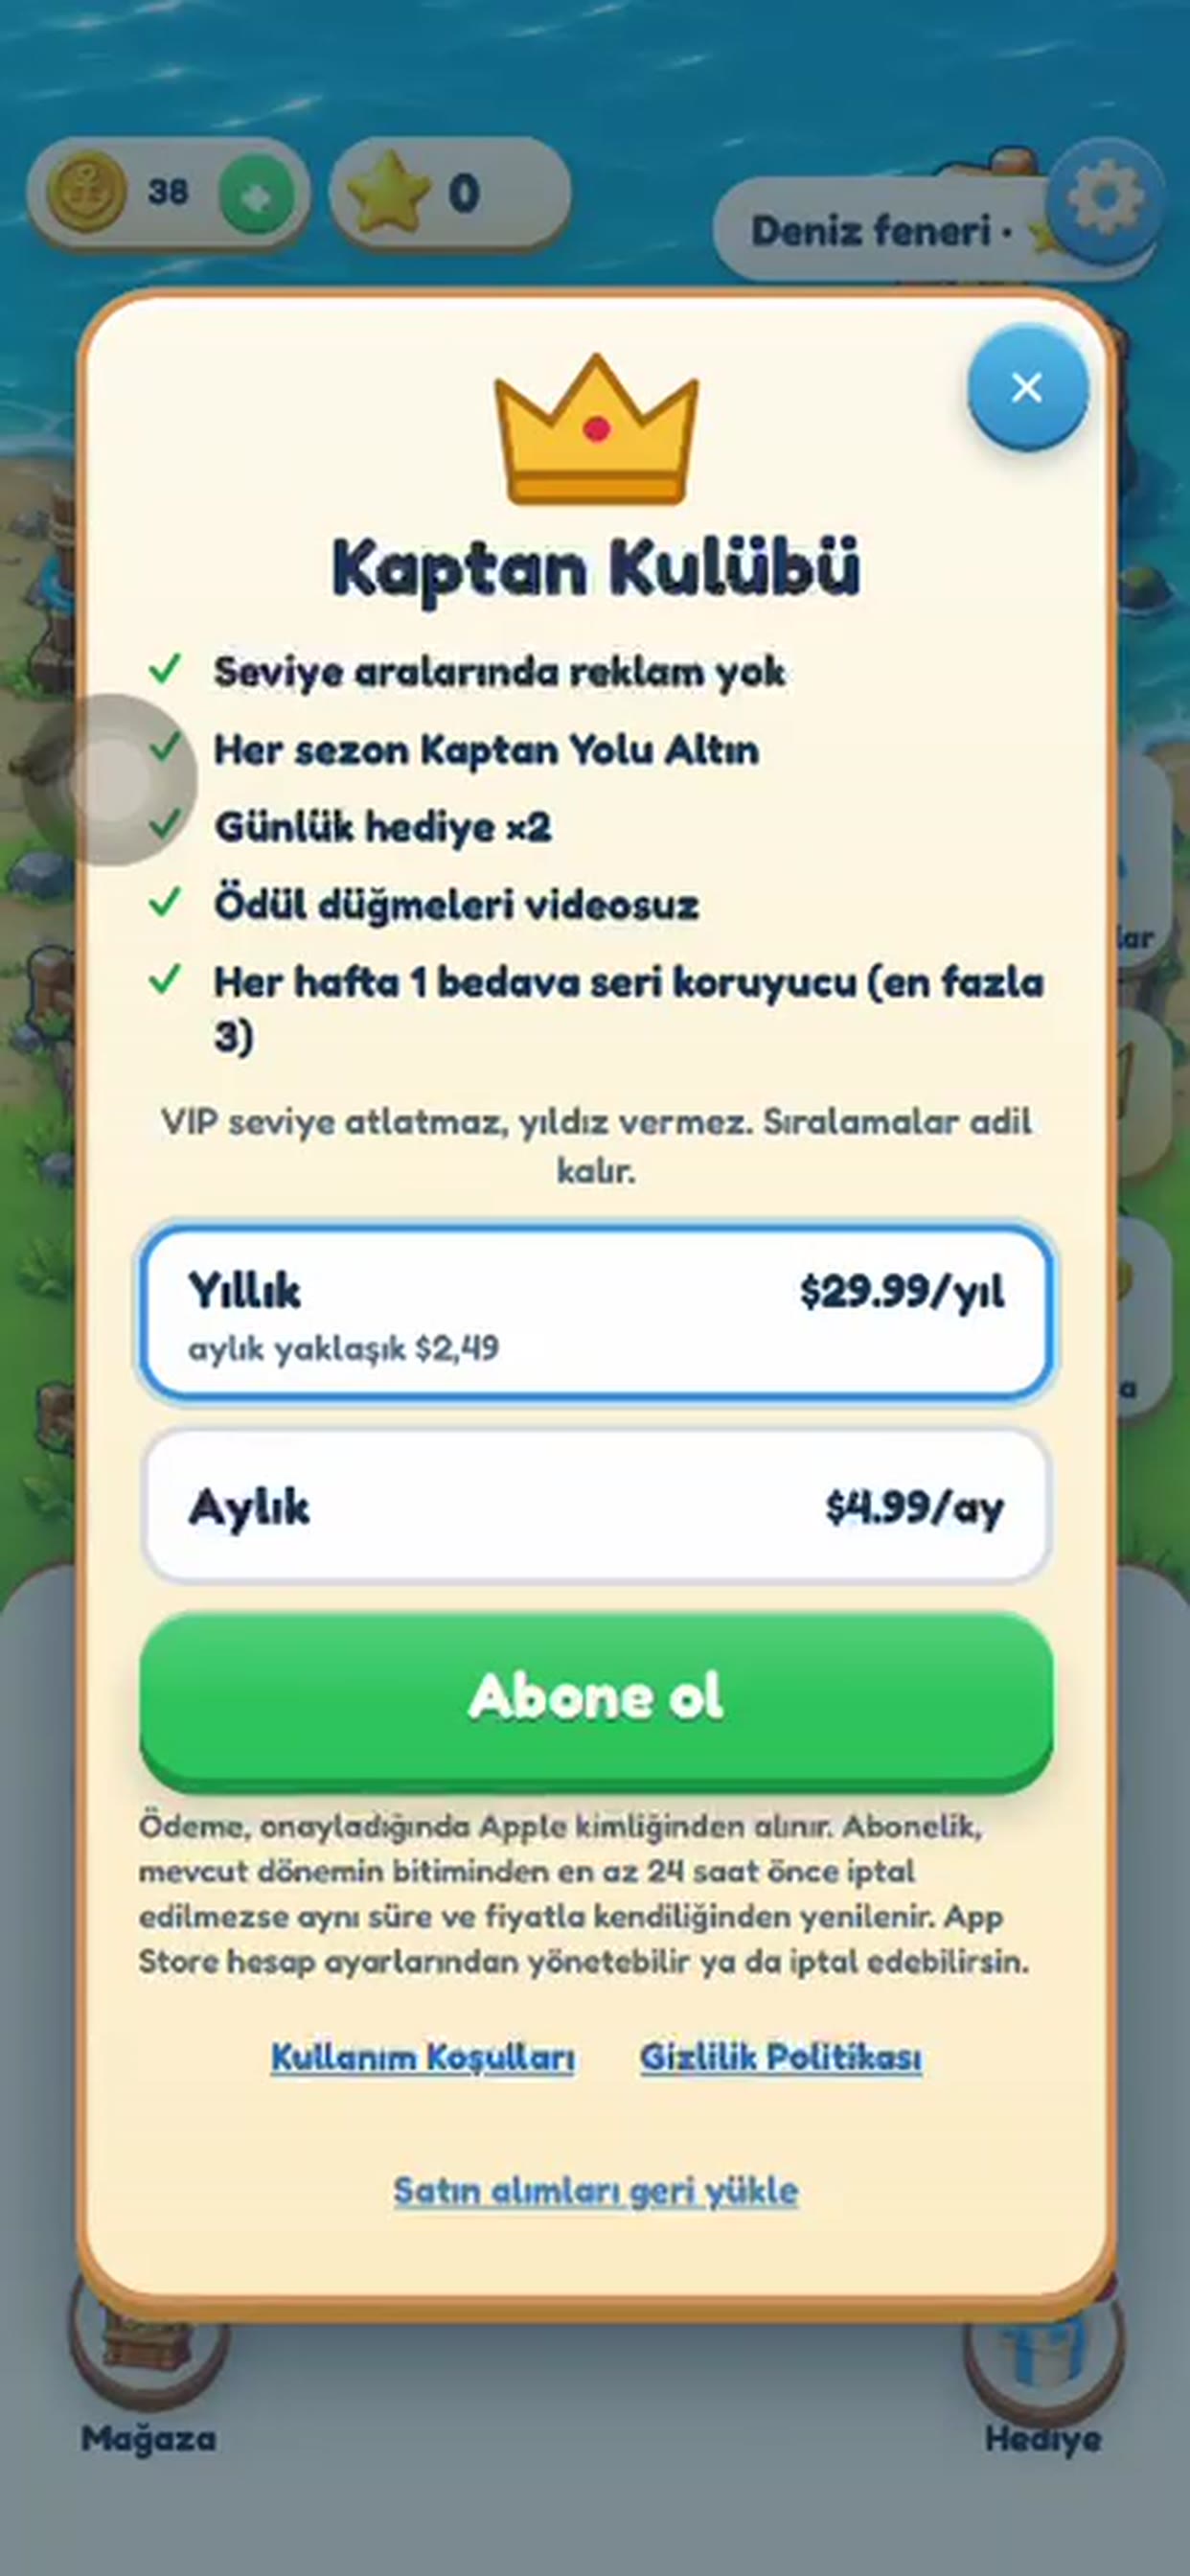 38
0
Deniz feneri ·
Kaptan Kulübü
Seviye aralarında reklam yok
Her sezon Kaptan Yolu Altın
Günlük hediye x2
Ödül düğmeleri videosuz
Her hafta 1 bedava seri koruyucu (en fazla
3)
VIP seviye atlatmaz, yıldız vermez. Sıralamalar adil
kalır.
Yıllık
$29.99/yıl
aylık yaklaşık $2,49
Aylık
$4.99/ay
Abone ol
Ödeme, onayladığında Apple kimliğinden alınır. Abonelik,
mevcut dönemin bitiminden en az 24 saat önce iptal
edilmezse aynı süre ve fiyatla kendiliğinden yenilenir. App
Store hesap ayarlarından yönetebilir ya da iptal edebilirsin.
Kullanım Koşulları
Gizlilik Politikası
Satın alımları geri yükle
Mağaza
Hediye